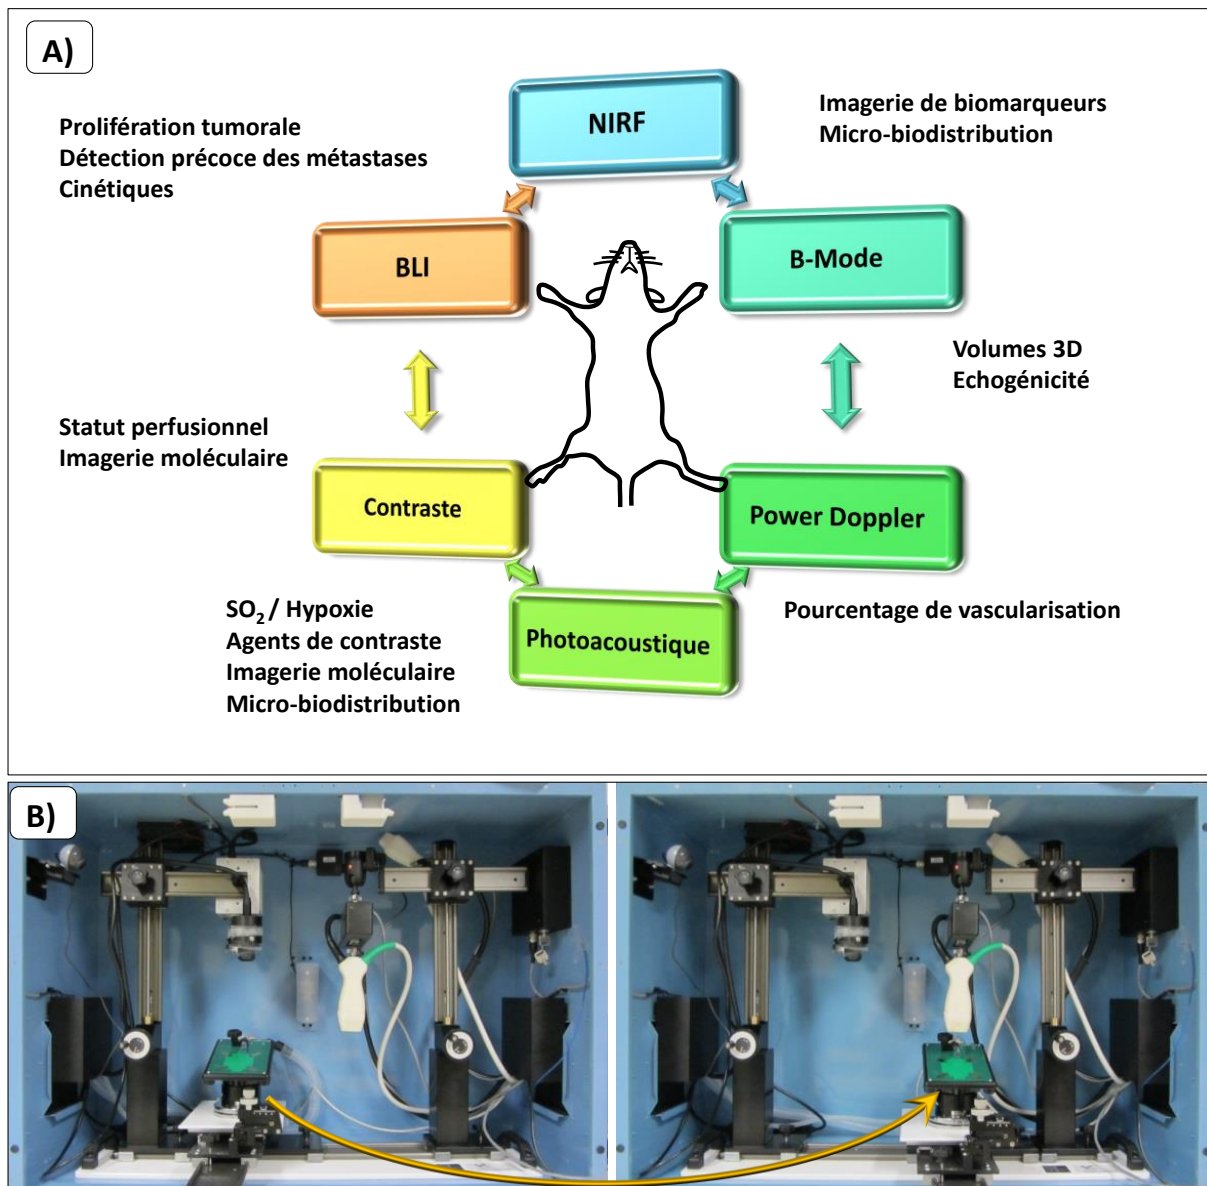 A)
NIRF
Imagerie de biomarqueurs
Micro-biodistribution
Prolifération tumorale
Détection précoce des métastases
Cinétiques
BLI
B-Mode
Volumes 3D
Echogénicité
Statut perfusionnel
Imagerie moléculaire
Contraste
Power Doppler
SO2 / Hypoxie
Agents de contraste
Imagerie moléculaire
Micro-biodistribution
Photoacoustique
Pourcentage de vascularisation
B)